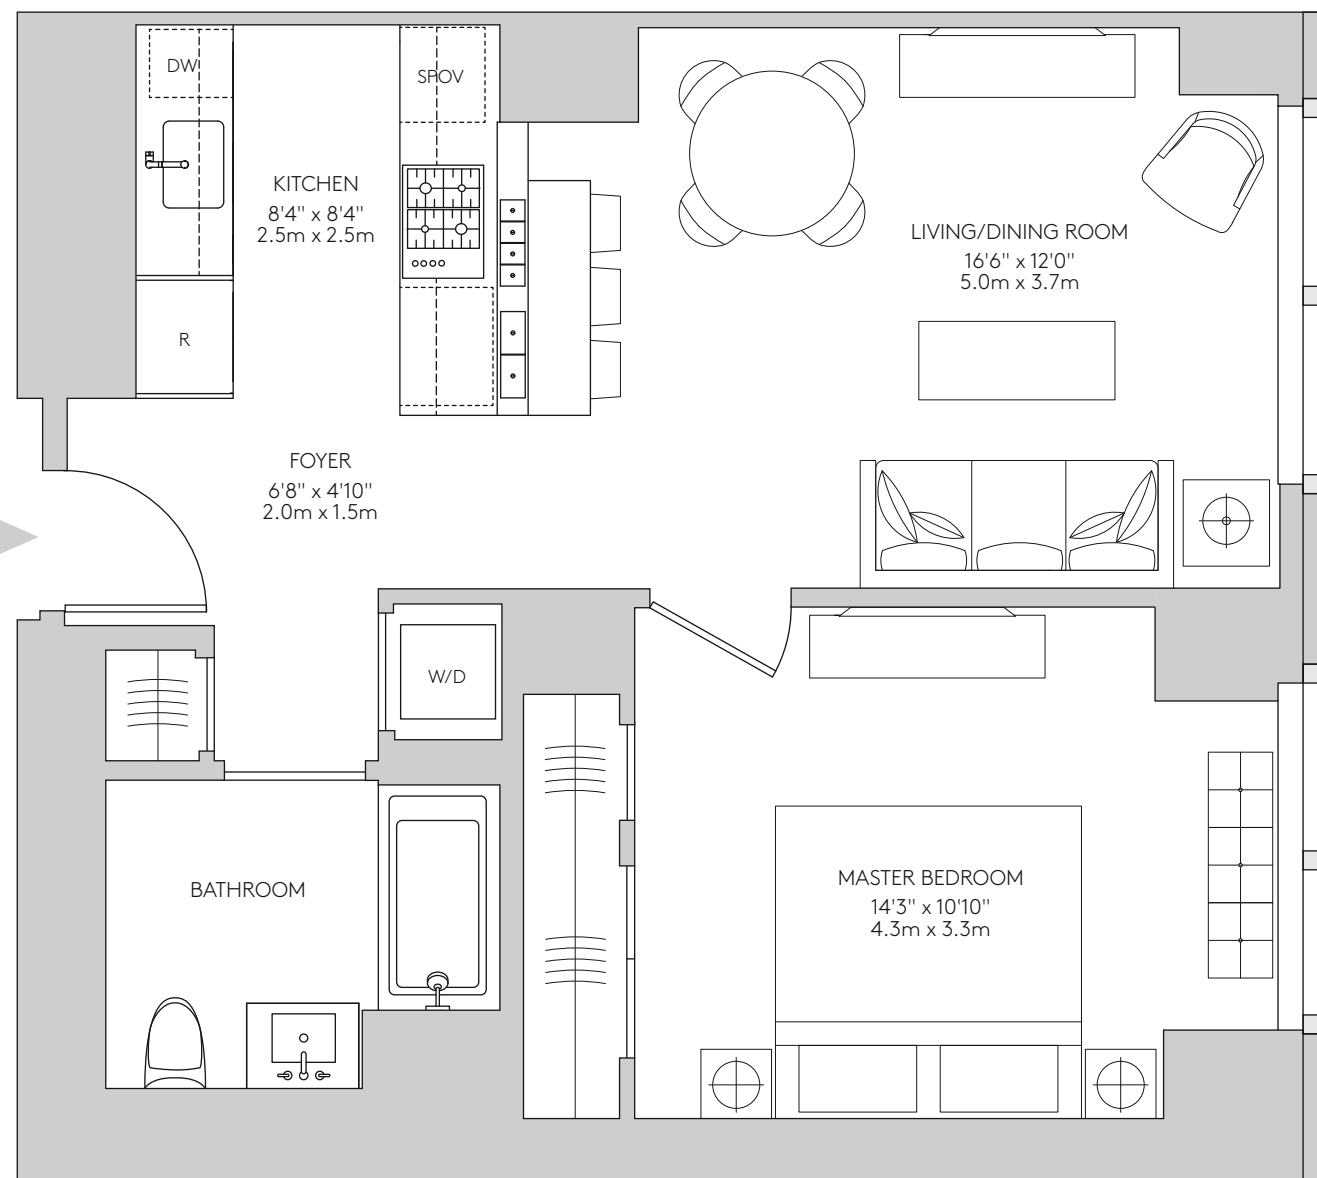 DW
SPOV
KITCHEN
8'4" x 8'4"
2.5m x 2.5m
R
LIVING/DINING ROOM
16'6" x 12'0"
5.0m x 3.7m
FOYER
6'8" x 4'10"
2.0m x 1.5m
W/D
BATHROOM
MASTER BEDROOM
14'3" x 10'10"
4.3m x 3.3m